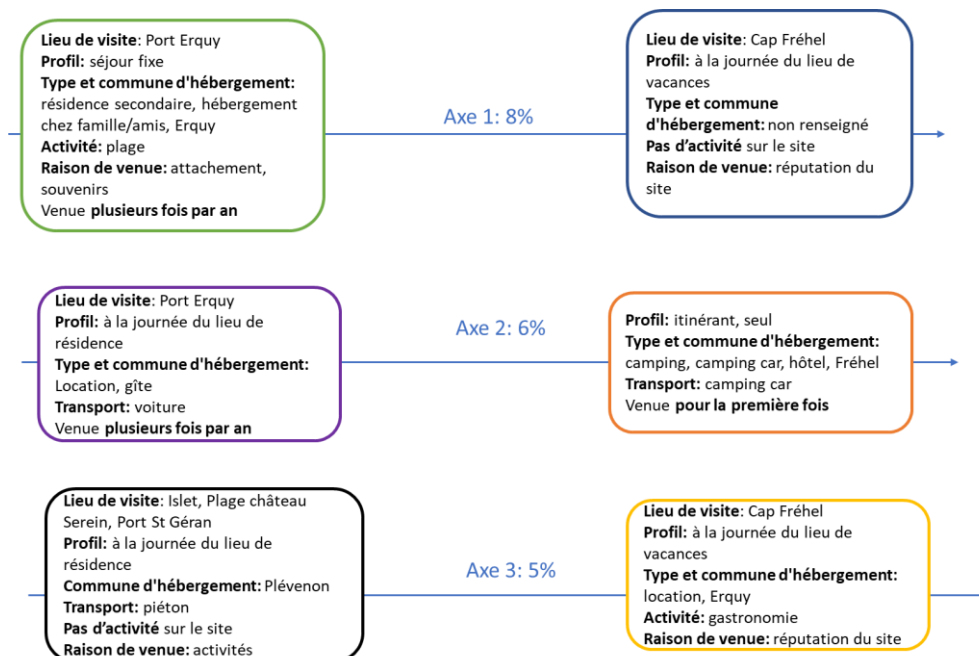 Lieu de visite: Port Erquy
Profil: séjour fixe
Type et commune d'hébergement:
résidence secondaire, hébergement
chez famille/amis, Erquy
Activité: plage
Raison de venue: attachement,
souvenirs
Venue plusieurs fois par an
Axe 1: 8%
Lieu de visite: Cap Fréhel
Profil: à la journée du lieu de
vacances
Type et commune
d'hébergement: non renseigné
Pas d'activité sur le site
Raison de venue: réputation du
site
Lieu de visite: Port Erquy
Profil: à la journée du lieu de
résidence
Type et commune d'hébergement:
Location, gîte
Transport: voiture
Venue plusieurs fois par an
Axe 2: 6%
Profil: itinérant, seul
Type et commune d'hébergement:
camping, camping car, hôtel, Fréhel
Transport: camping car
Venue pour la première fois
Lieu de visite: Islet, Plage château
Serein, Port St Géran
Profil: à la journée du lieu de
résidence
Commune d'hébergement: Plévenon
Transport: piéton
Pas d'activité sur le site
Raison de venue: activités
Axe 3: 5%
Lieu de visite: Cap Fréhel
Profil: à la journée du lieu de
vacances
Type et commune d'hébergement:
location, Erquy
Activité: gastronomie
Raison de venue: réputation du site